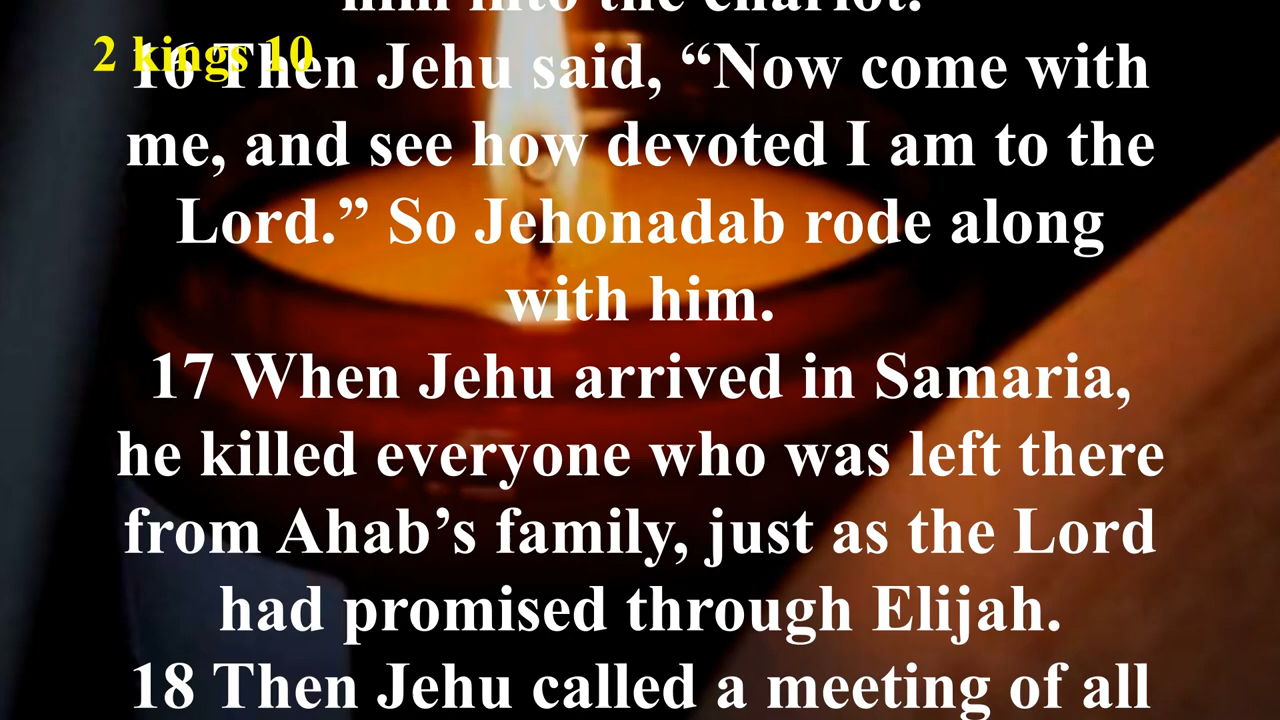 him into the chariot.
2 kings 10
16 Then Jehu said, “Now come with
me, and see how devoted I am to the
Lord.” So Jehonadab rode along
with him.
17 When Jehu arrived in Samaria,
he killed everyone who was left there
from Ahab’s family, just as the Lord
had promised through Elijah.
18 Then Jehu called a meeting of all